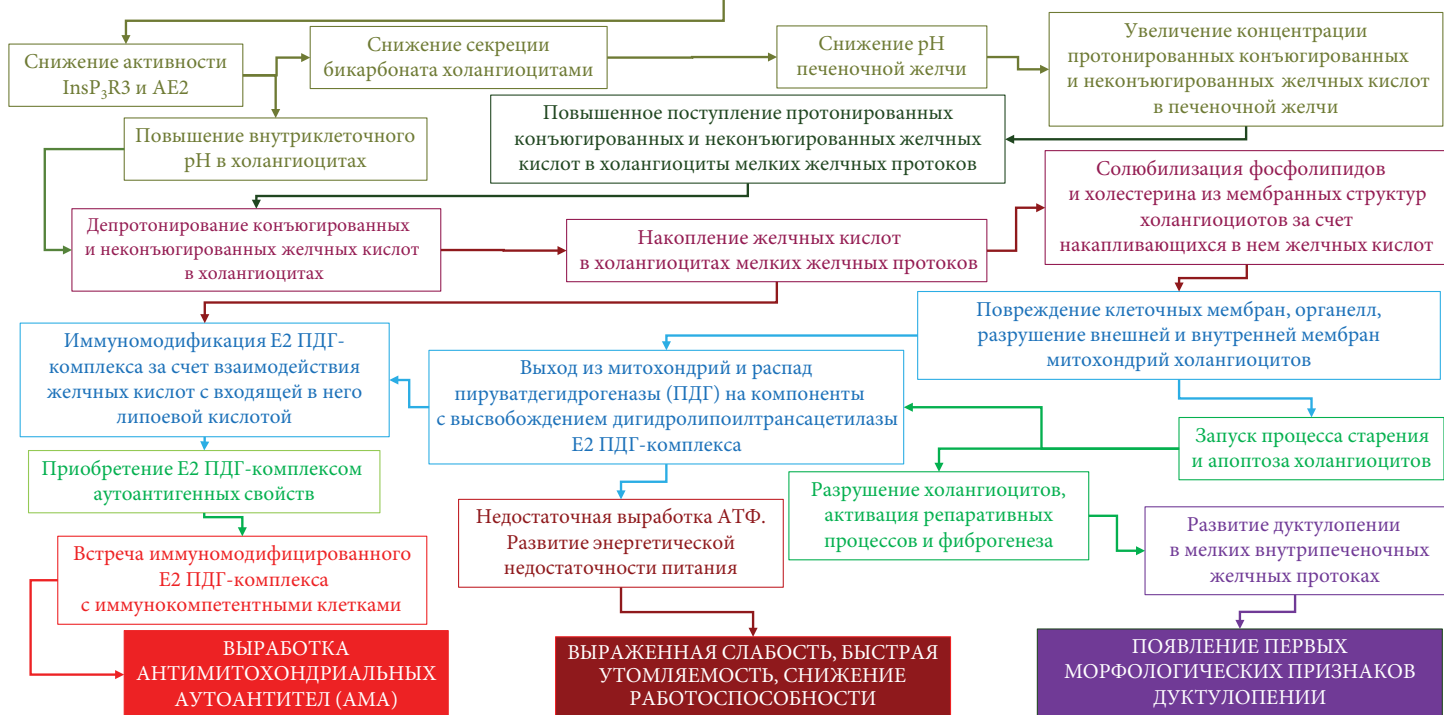 Снижение активности
InsP₃R3 и AE2
Снижение секреции
бикарбоната холангиоцитами
Снижение pH
печеночной желчи
Увеличение концентрации
протонированных конъюгированных
и неконъюгированных желчных кислот
в печеночной желчи
Повышение внутриклеточного
pH в холангиоцитах
Повышенное поступление протонированных
конъюгированных и неконъюгированных желчных
кислот в холангиоциты мелких желчных протоков
Депротонирование конъюгированных
и неконъюгированных желчных кислот
в холангиоцитах
Накопление желчных кислот
в холангиоцитах мелких желчных протоков
Солюбилизация фосфолипидов
и холестерина из мембранных структур
холангиоциотов за счет
накапливающихся в нем желчных кислот
Иммуномодификация Е2 ПДГ-
комплекса за счет взаимодействия
желчных кислот с входящей в него
липоевой кислотой
Выход из митохондрий и распад
пируватдегидрогеназы (ПДГ) на компоненты
с высвобождением дигидролипоилтрансацетилазы
Е2 ПДГ-комплекса
Повреждение клеточных мембран, органелл,
разрушение внешней и внутренней мембран
митохондрий холангиоцитов
Запуск процесса старения
и апоптоза холангиоцитов
Приобретение Е2 ПДГ-комплексом
аутоантигенных свойств
Разрушение холангиоцитов,
активация репаративных
процессов и фиброгенеза
Недостаточная выработка АТФ.
Развитие энергетической
недостаточности питания
Развитие дуктулопении
в мелких внутрипеченочных
желчных протоках
Встреча иммуномодифицированного
Е2 ПДГ-комплекса
с иммунокомпетентными клетками
ВЫРАБОТКА
АНТИМИТОХОНДРИАЛЬНЫХ
АУТОАНТИТЕЛ (АМА)
ВЫРАЖЕННАЯ СЛАБОСТЬ, БЫСТРАЯ
УТОМЛЯЕМОСТЬ, СНИЖЕНИЕ
РАБОТОСПОСОБНОСТИ
ПОЯВЛЕНИЕ ПЕРВЫХ
МОРФОЛОГИЧЕСКИХ ПРИЗНАКОВ
ДУКТУЛОПЕНИИ